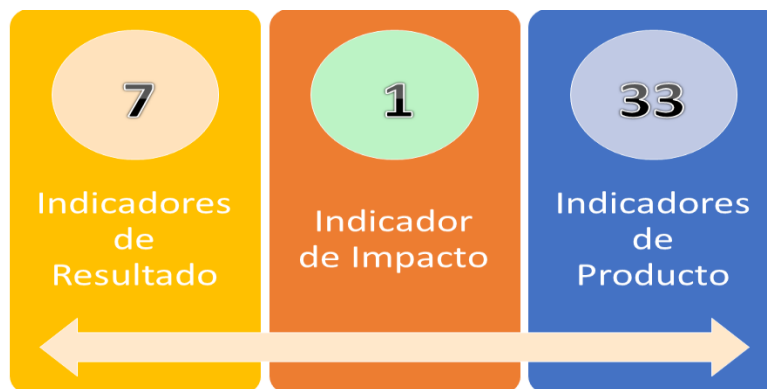 7
Indicadores
de
Resultado
1
Indicador
de Impacto
33
Indicadores
de
Producto